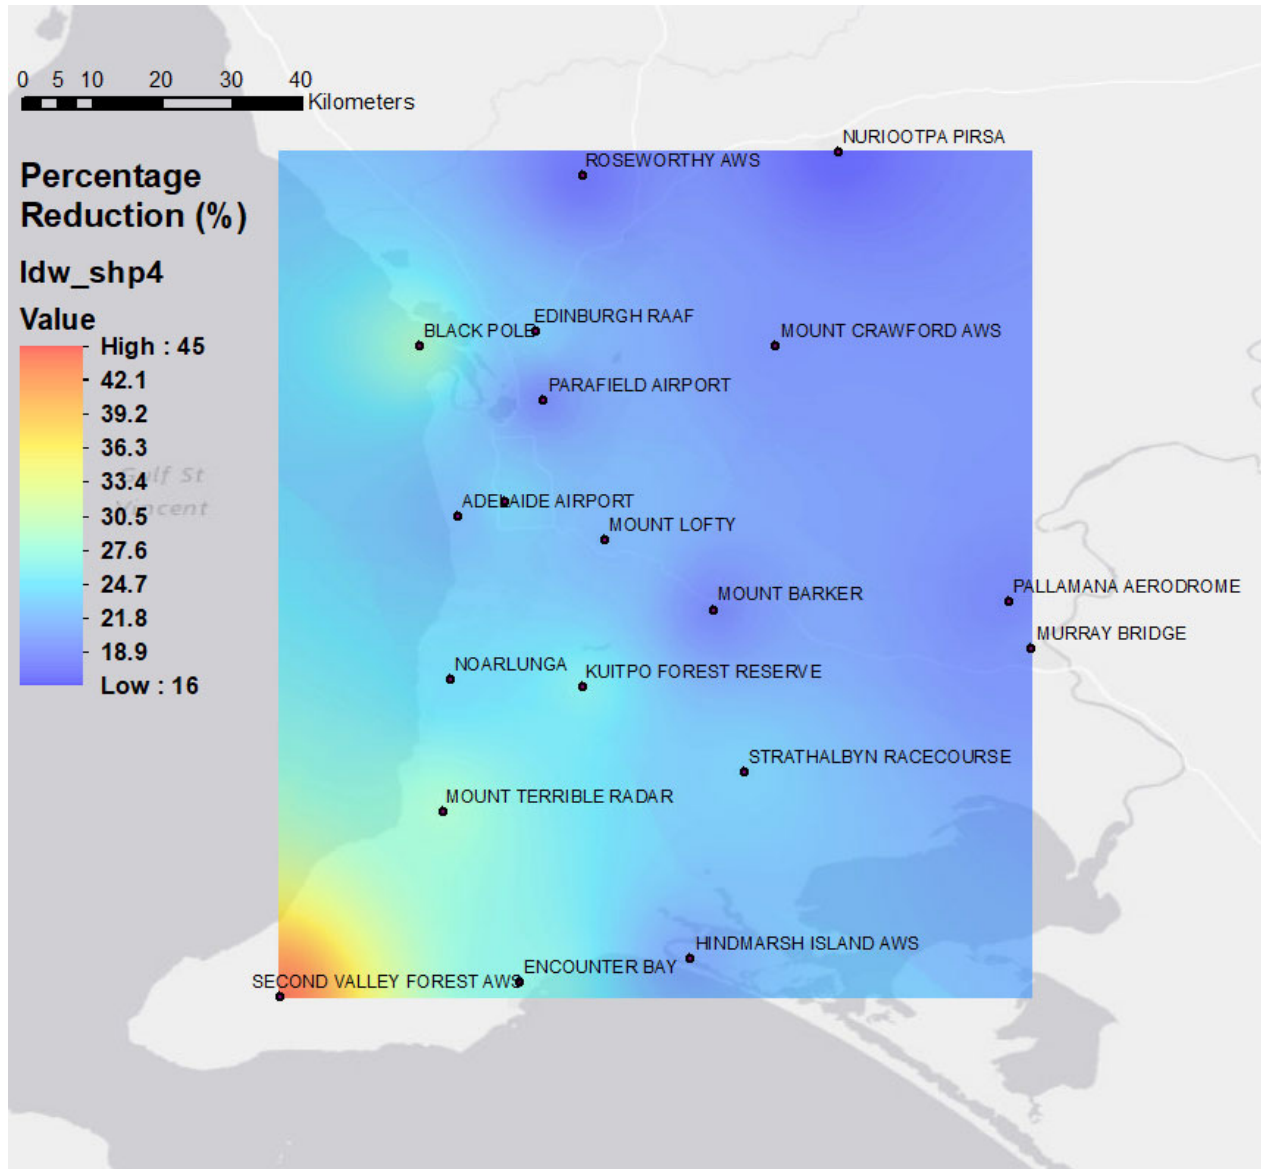 0 5 10 20 30 40
Kilometers
Percentage
Reduction (%)
Idw_shp4
Value
High : 45
42.1
39.2
36.3
33.4
30.5
27.6
24.7
21.8
18.9
Low : 16
Gulf St
Vincent
NURIOOTPA PIRSA
ROSEWORTHY AWS
EDINBURGH RAAF
BLACK POLE
MOUNT CRAWFORD AWS
PARAFIELD AIRPORT
ADELAIDE AIRPORT
MOUNT LOFTY
MOUNT BARKER
PALLAMANA AERODROME
MURRAY BRIDGE
NOARLUNGA
KUITPO FOREST RESERVE
STRATHALBYN RACECOURSE
MOUNT TERRIBLE RADAR
HINDMARSH ISLAND AWS
ENCOUNTER BAY
SECOND VALLEY FOREST AWS